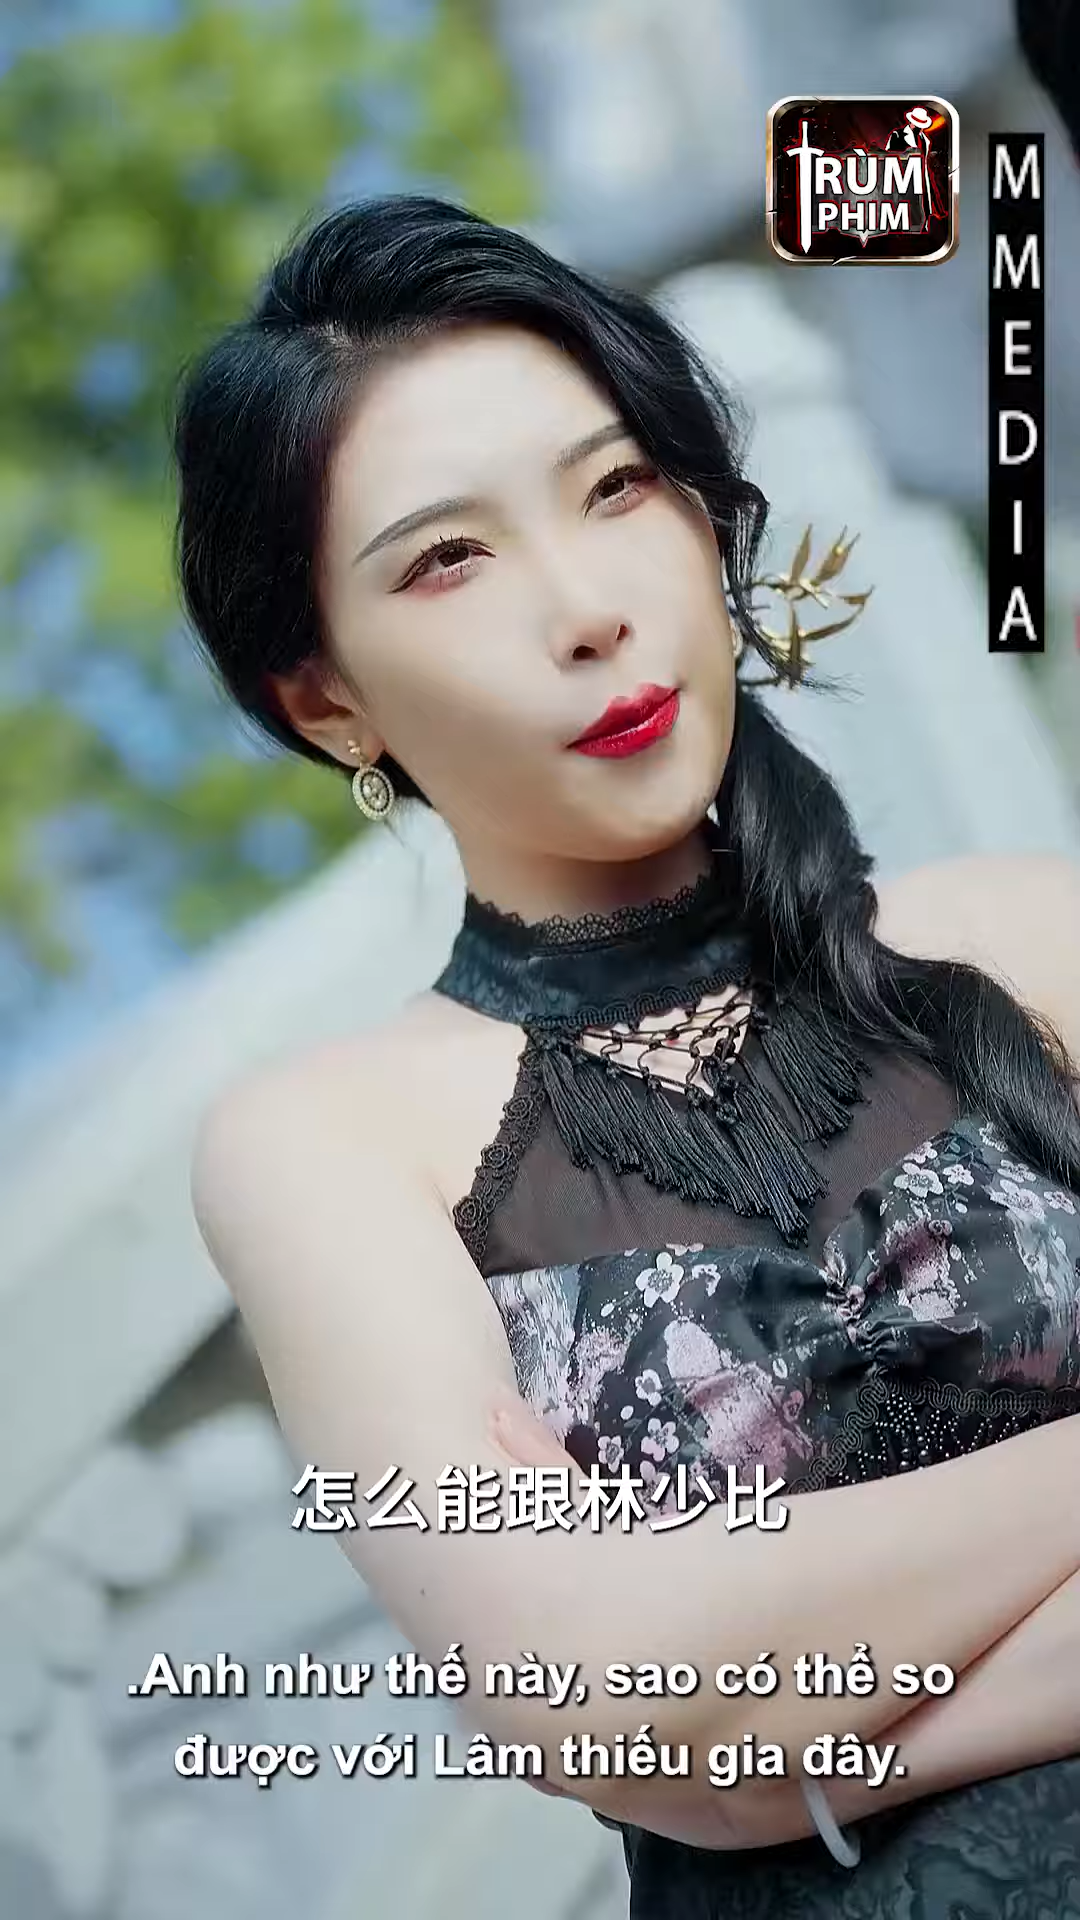 TRÙM
PHIM
MMEDIA
怎么能跟林少比
.Anh như thế này, sao có thể so
được với Lâm thiếu gia đây.